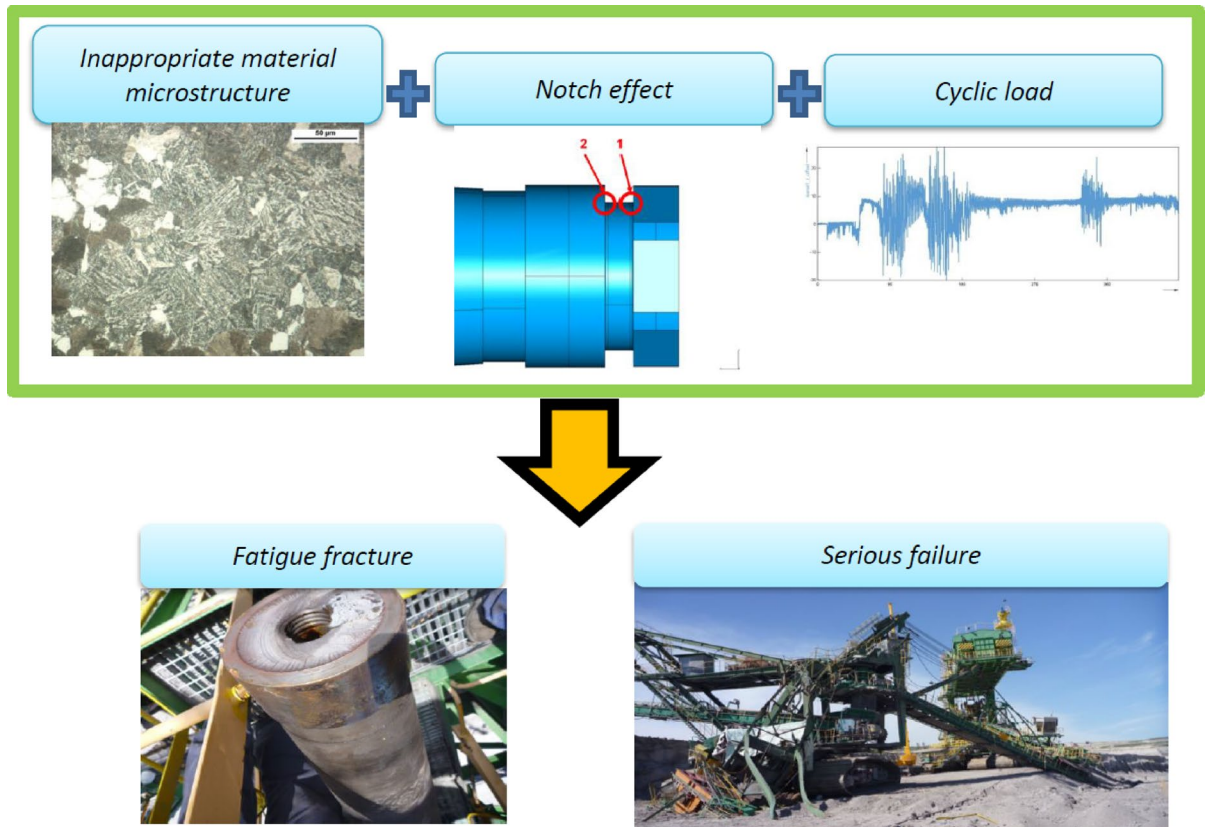 Inappropriate material
microstructure
Notch effect
Cyclic load
50 µm
2 1
Fatigue fracture
Serious failure